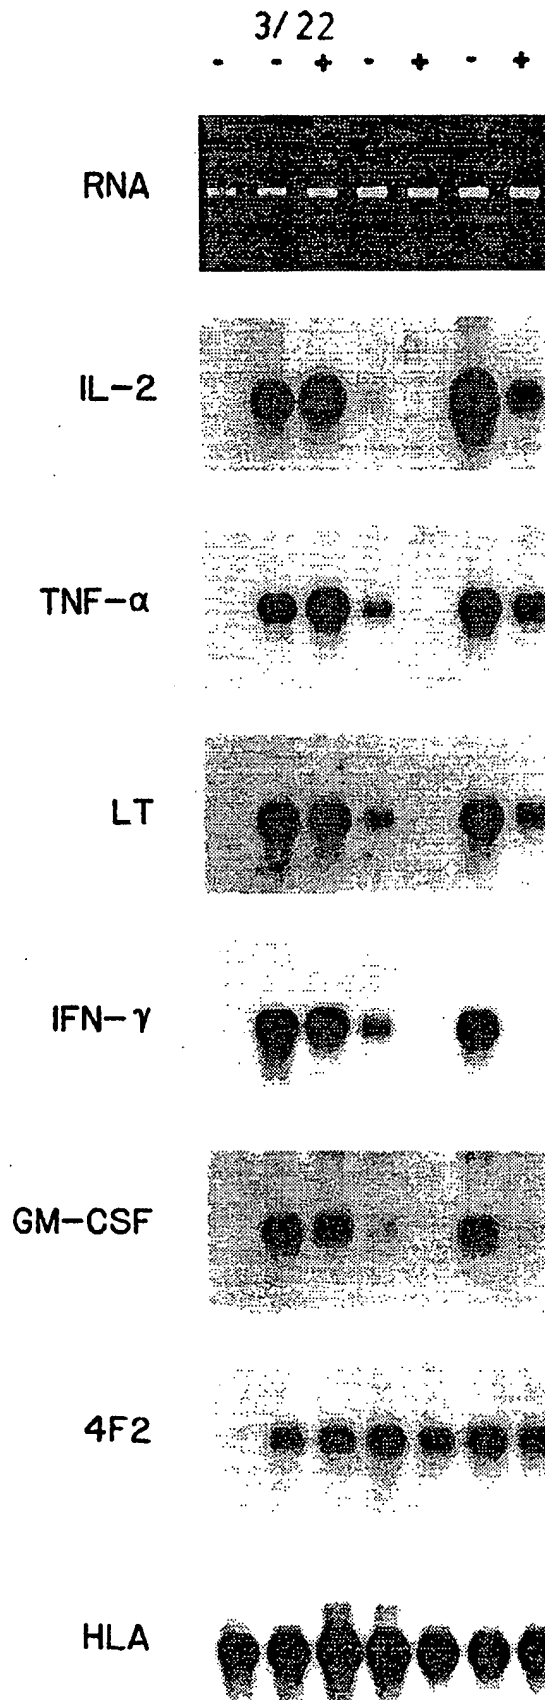 3/22
- - + - + - +
RNA
IL-2
TNF-α
LT
IFN-γ
GM-CSF
4F2
HLA